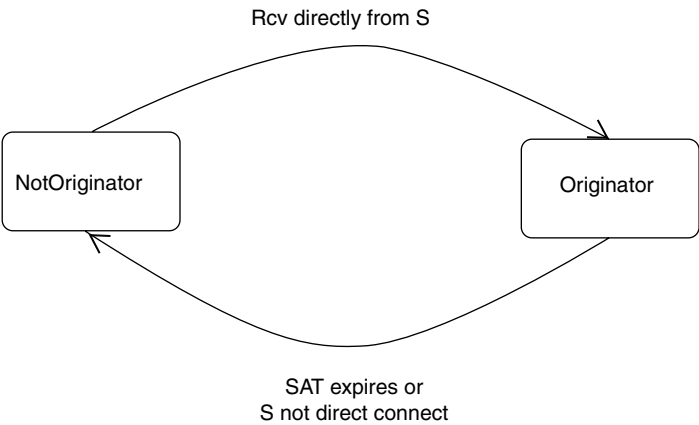 Rcv directly from S
NotOriginator
Originator
SAT expires or
S not direct connect